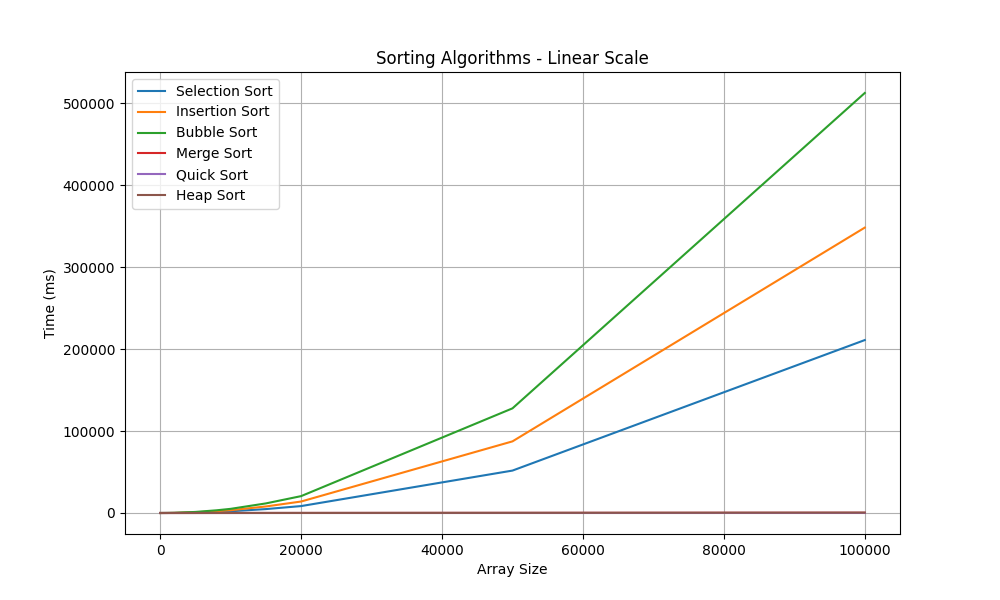 Sorting Algorithms - Linear Scale
Selection Sort
Insertion Sort
Bubble Sort
Merge Sort
Quick Sort
Heap Sort
500000
400000
300000
200000
100000
0
Time (ms)
0 20000 40000 60000 80000 100000
Array Size